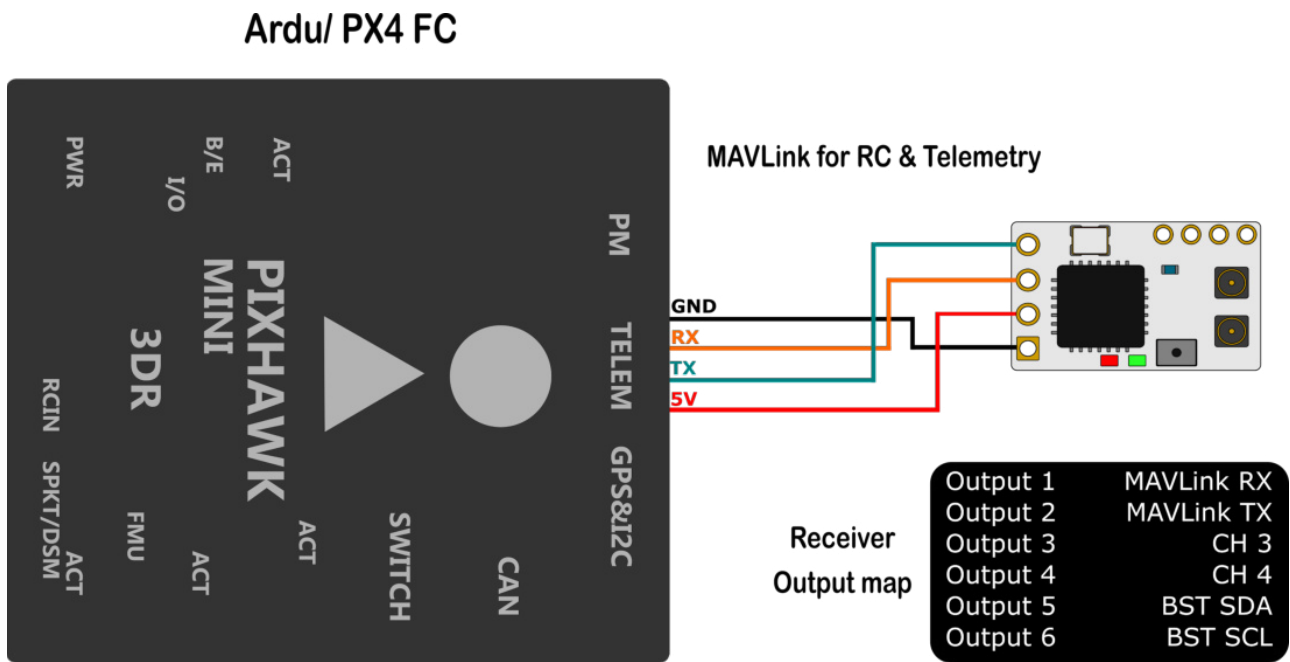 Ardu/ PX4 FC
MAVLink for RC & Telemetry
PWR
I/O
B/E
ACT
PM
PIXHAWK
MINI
3DR
TELEM
GPS&I2C
RCIN
SPKT/DSM
ACT
FMU
ACT
ACT
SWITCH
CAN
GND
RX
TX
5V
Receiver
Output map
Output 1 MAVLink RX
Output 2 MAVLink TX
Output 3 CH 3
Output 4 CH 4
Output 5 BST SDA
Output 6 BST SCL